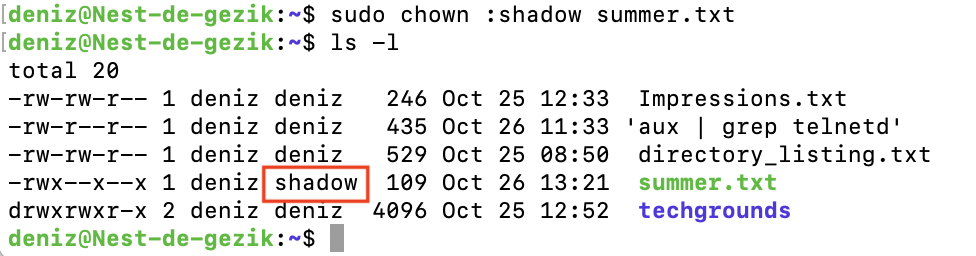 [deniz@Nest-de-gezik:~$ sudo chown :shadow summer.txt
[deniz@Nest-de-gezik:~$ ls -l
total 20
-rw-rw-r-- 1 deniz deniz   246 Oct 25 12:33  Impressions.txt
-rw-r--r-- 1 deniz deniz   435 Oct 26 11:33 'aux | grep telnetd'
-rw-rw-r-- 1 deniz deniz   529 Oct 25 08:50  directory_listing.txt
-rwx--x--x 1 deniz shadow  109 Oct 26 13:21  summer.txt
drwxrwxr-x 2 deniz deniz  4096 Oct 25 12:52  techgrounds
deniz@Nest-de-gezik:~$